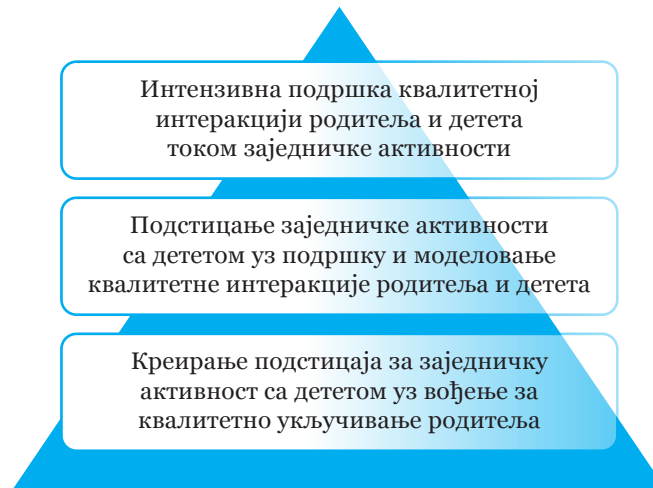 Интензивна подршка квалитетној
интеракцији родитеља и детета
током заједничке активности
Подстицање заједничке активности
са дететом уз подршку и моделовање
квалитетне интеракције родитеља и детета
Креирање подстицаја за заједничку
активност са дететом уз вођење за
квалитетно укључивање родитеља